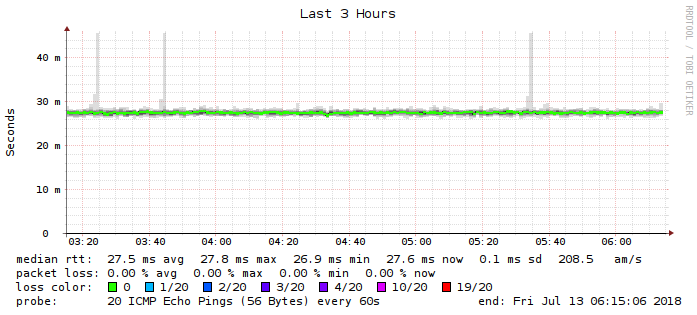 Last 3 Hours
RRDTOOL / TOBI OETIKER
Seconds
40 m
30 m
20 m
10 m
0
03:20 03:40 04:00 04:20 04:40 05:00 05:20 05:40 06:00
median rtt: 27.5 ms avg 27.8 ms max 26.9 ms min 27.6 ms now 0.1 ms sd 208.5 am/s
packet loss: 0.00 % avg 0.00 % max 0.00 % min 0.00 % now
loss color: 0 1/20 2/20 3/20 4/20 10/20 19/20
probe: 20 ICMP Echo Pings (56 Bytes) every 60s end: Fri Jul 13 06:15:06 2018